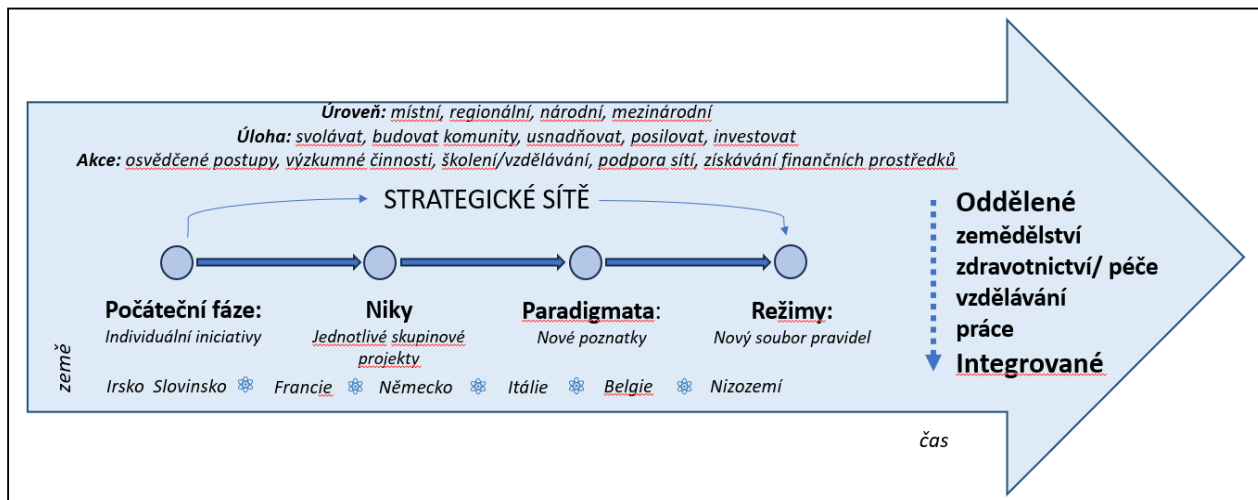 Úroveň: místní, regionální, národní, mezinárodní
Úloha: svolávat, budovat komunity, usnadňovat, posilovat, investovat
Akce: osvědčené postupy, výzkumné činnosti, školení/vzdělávání, podpora sítí, získávání finančních prostředků
STRATEGICKÉ SÍTĚ
Počáteční fáze:
Individuální iniciativy
Niky
Jednotlivé skupinové
projekty
Paradigmata:
Nové poznatky
Režimy:
Nový soubor pravidel
Oddělené
zemědělství
zdravotnictví/ péče
vzdělávání
práce
Integrované
země
Irsko Slovinsko Francie Německo Itálie Belgie Nizozemí
čas